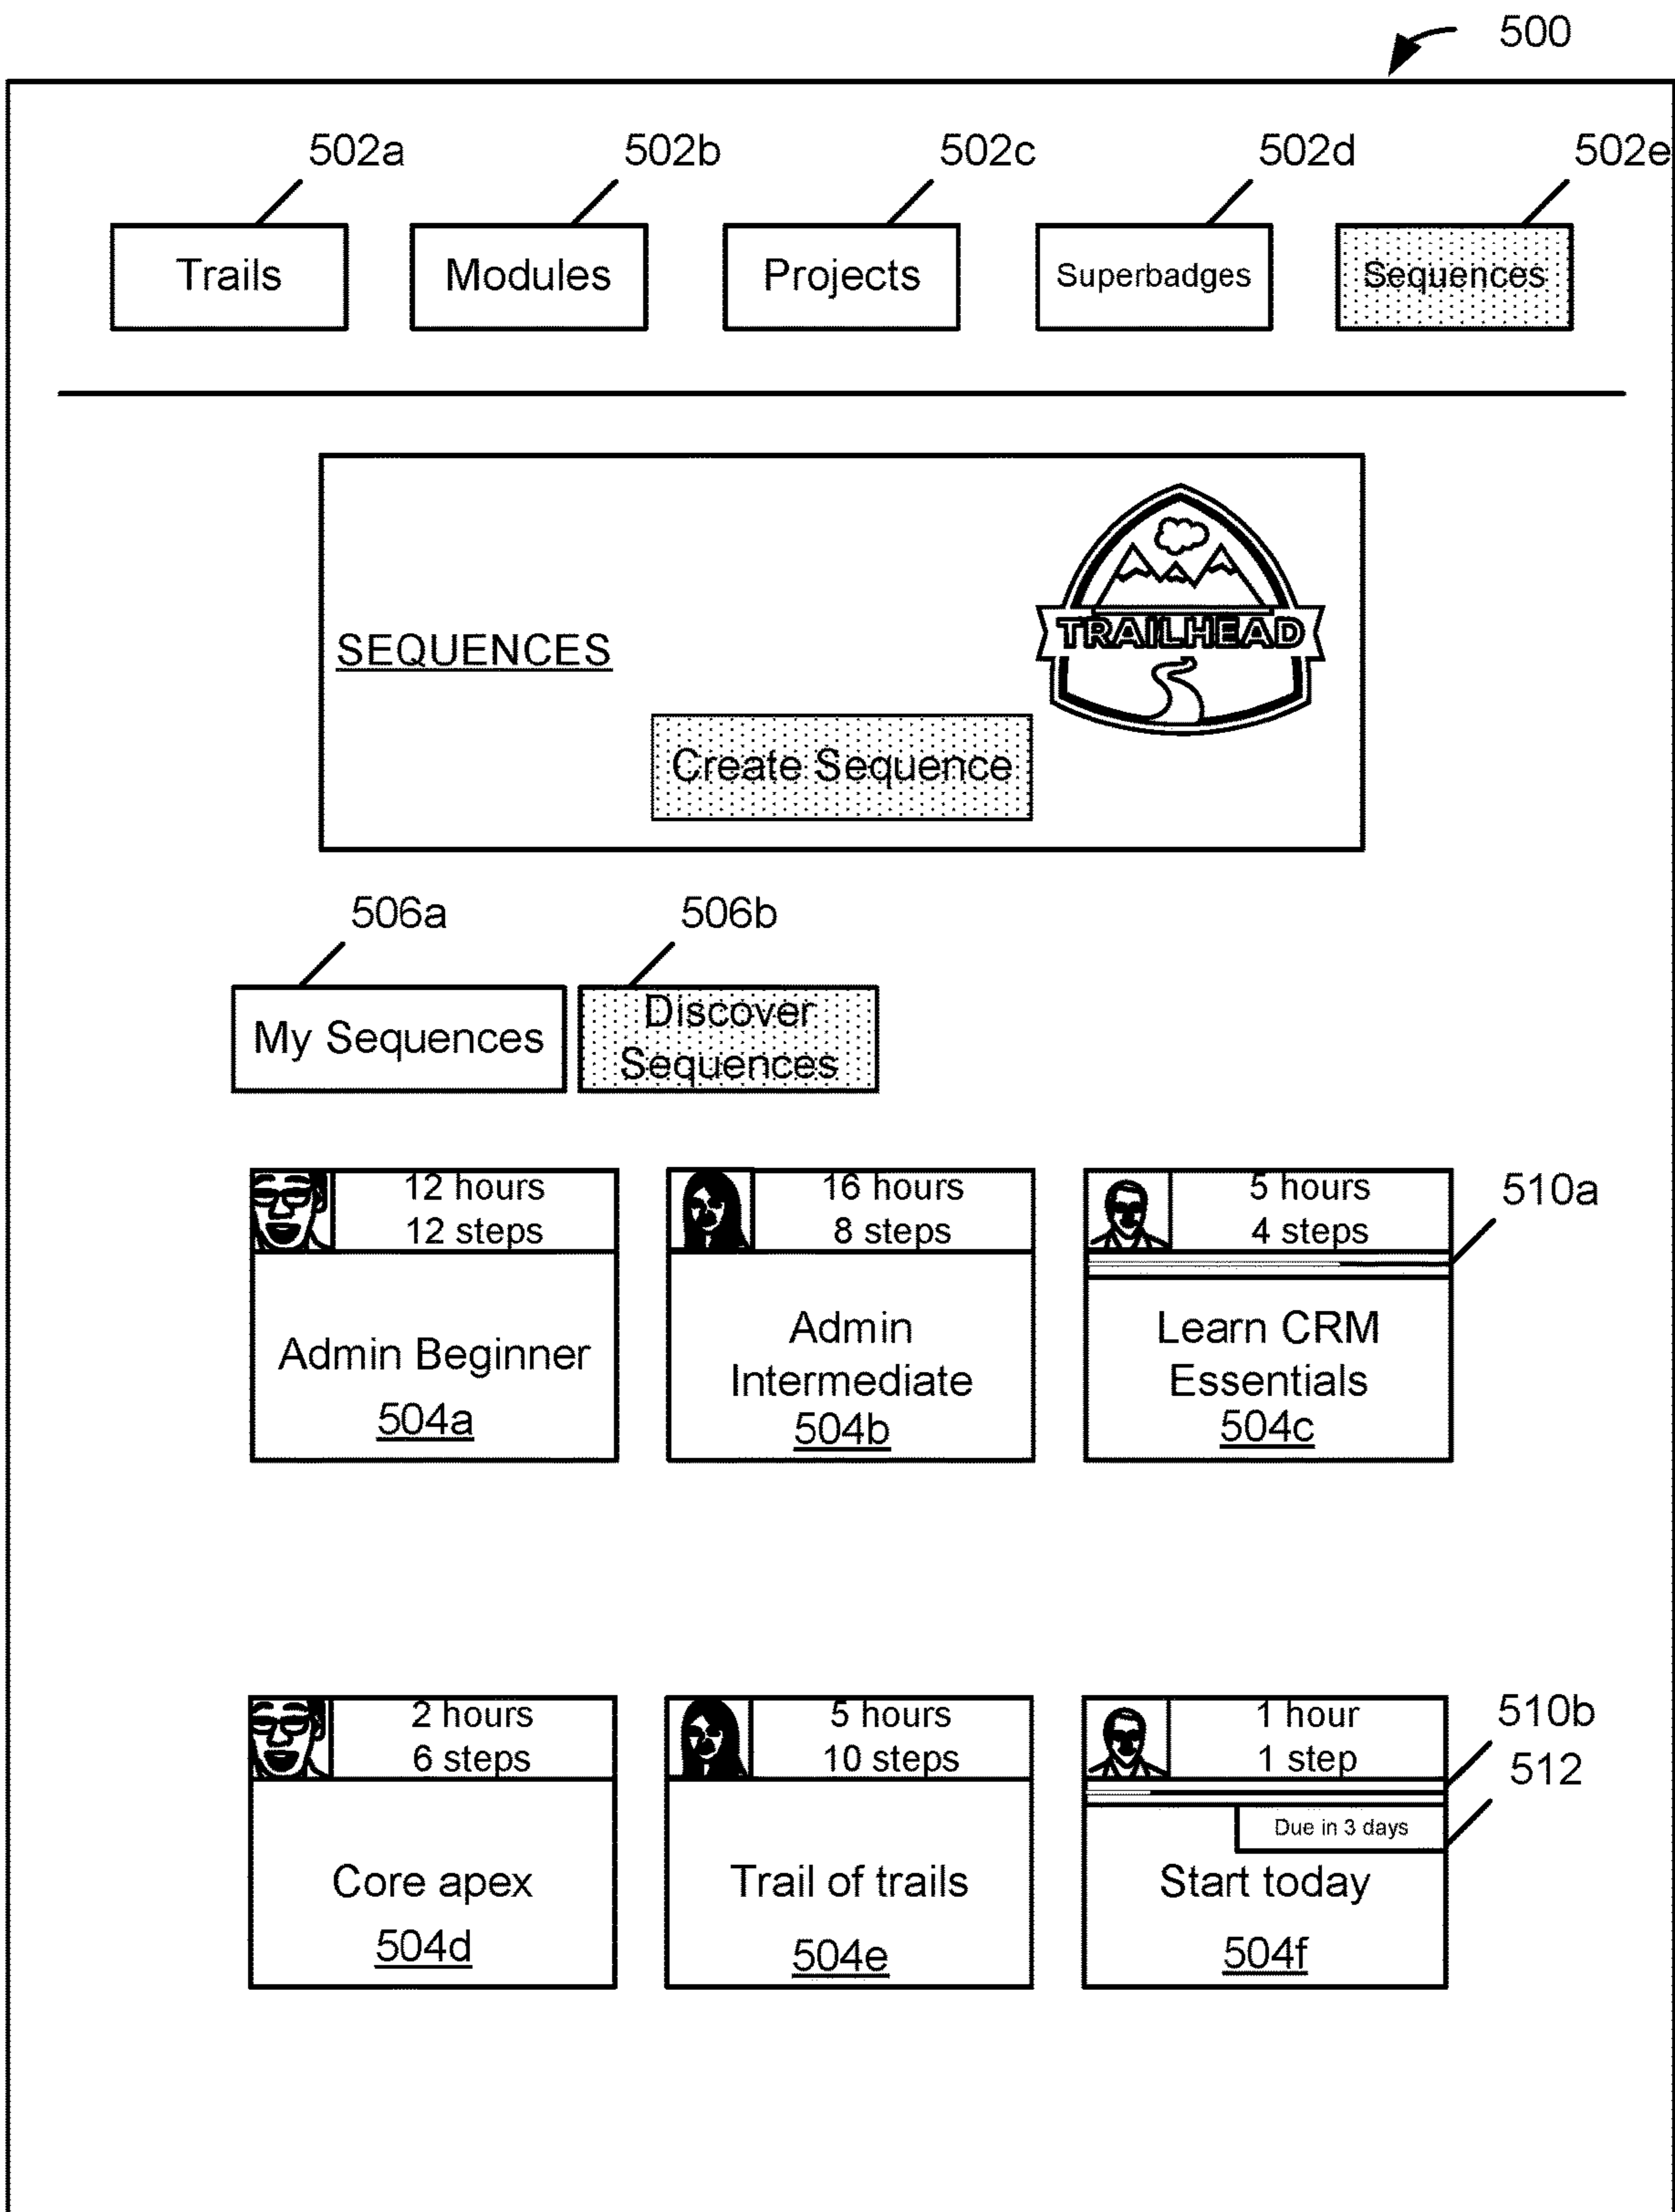 500
502a
502b
502c
502d
502e
Trails
Modules
Projects
Superbadges
Sequences
TRAILHEAD
SEQUENCES
Create Sequence
506a
506b
My Sequences
Discover
Sequences
12 hours
12 steps
Admin Beginner
504a
16 hours
8 steps
Admin
Intermediate
504b
5 hours
4 steps
510a
Learn CRM
Essentials
504c
2 hours
6 steps
Core apex
504d
5 hours
10 steps
Trail of trails
504e
1 hour
1 step
510b
512
Due in 3 days
Start today
504f